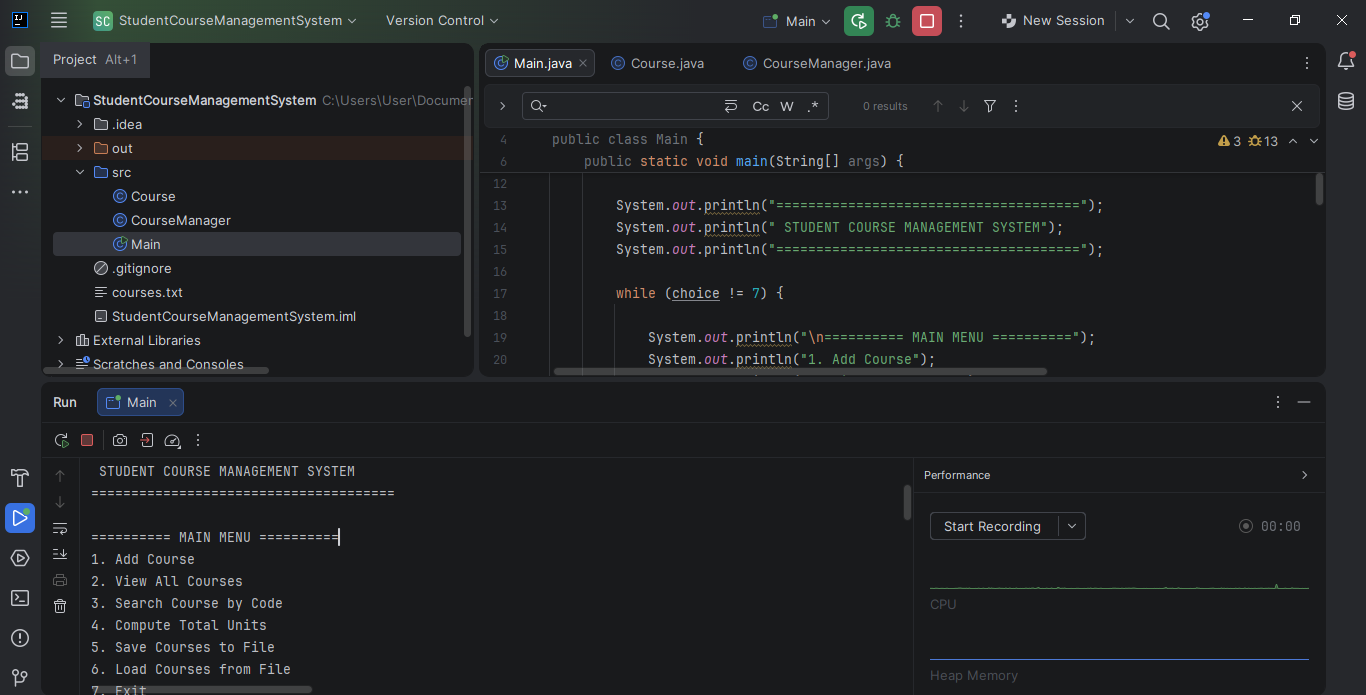 SC StudentCourseManagementSystem Version Control Main New Session
Project Alt+1
StudentCourseManagementSystem C:\Users\User\Documen
.idea
out
src
Course
CourseManager
Main
.gitignore
courses.txt
StudentCourseManagementSystem.iml
External Libraries
Scratches and Consoles
Main.java Course.java CourseManager.java
Cc W .* 0 results
4 public class Main {
3 13
6 public static void main(String[] args) {
12
13 System.out.println("======================================");
14 System.out.println(" STUDENT COURSE MANAGEMENT SYSTEM");
15 System.out.println("======================================");
16
17 while (choice != 7) {
18
19 System.out.println("\n========== MAIN MENU ==========");
20 System.out.println("1. Add Course");
Run Main
STUDENT COURSE MANAGEMENT SYSTEM
======================================
========== MAIN MENU ==========
1. Add Course
2. View All Courses
3. Search Course by Code
4. Compute Total Units
5. Save Courses to File
6. Load Courses from File
7. Exit
Performance
Start Recording 00:00
CPU
Heap Memory